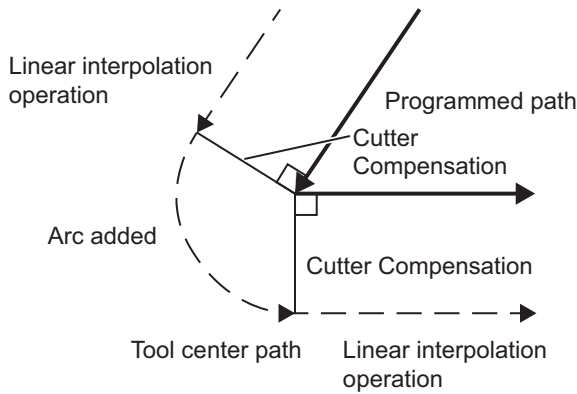 Linear interpolation
operation
Programmed path
Cutter
Compensation
Arc added
Cutter Compensation
Tool center path
Linear interpolation
operation